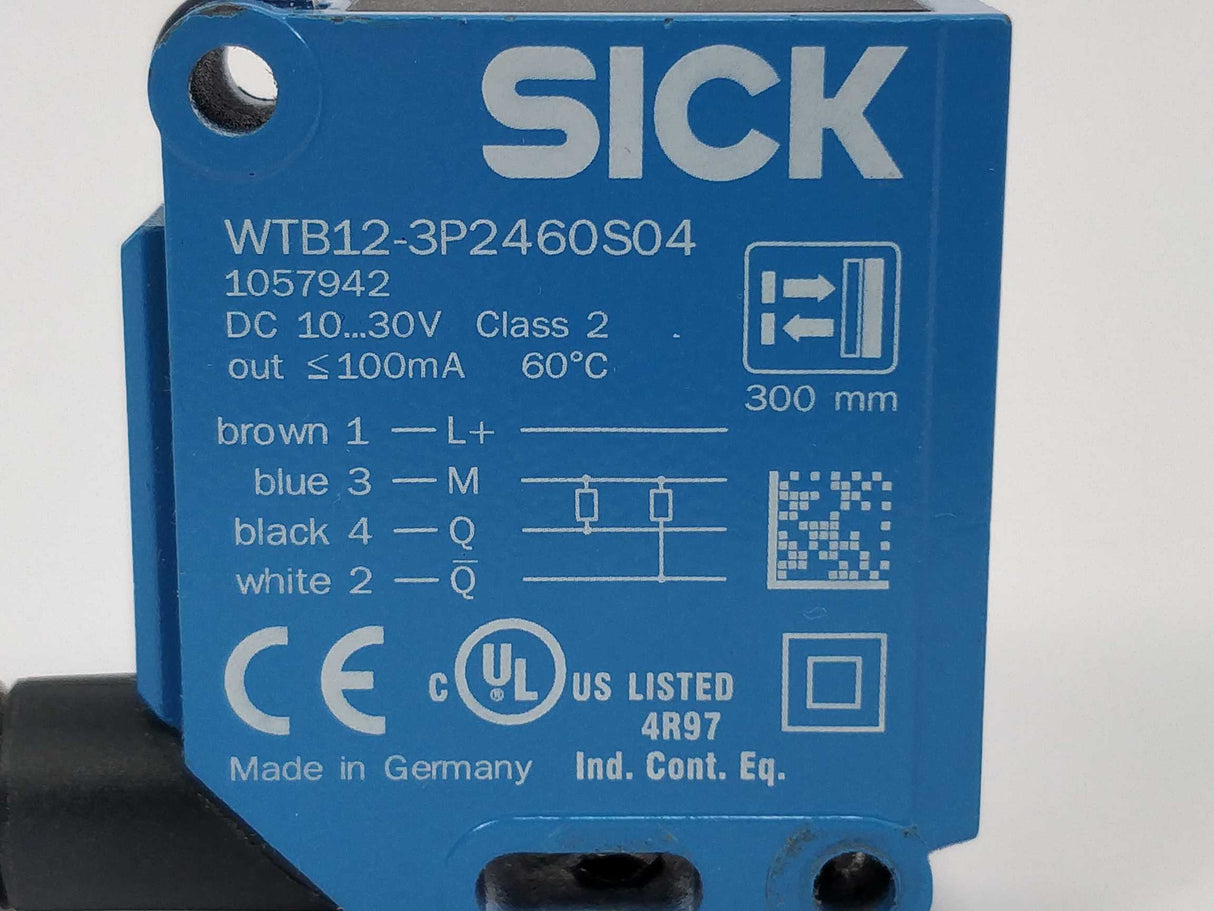 SICK
WTB12-3P2460S04
1057942
DC 10...30V Class 2
out ≤100mA 60°C
300 mm
brown 1 — L+
blue 3 — M
black 4 — Q
white 2 — Q̅
CE
C UL ® US LISTED
4R97
Made in Germany Ind. Cont. Eq.